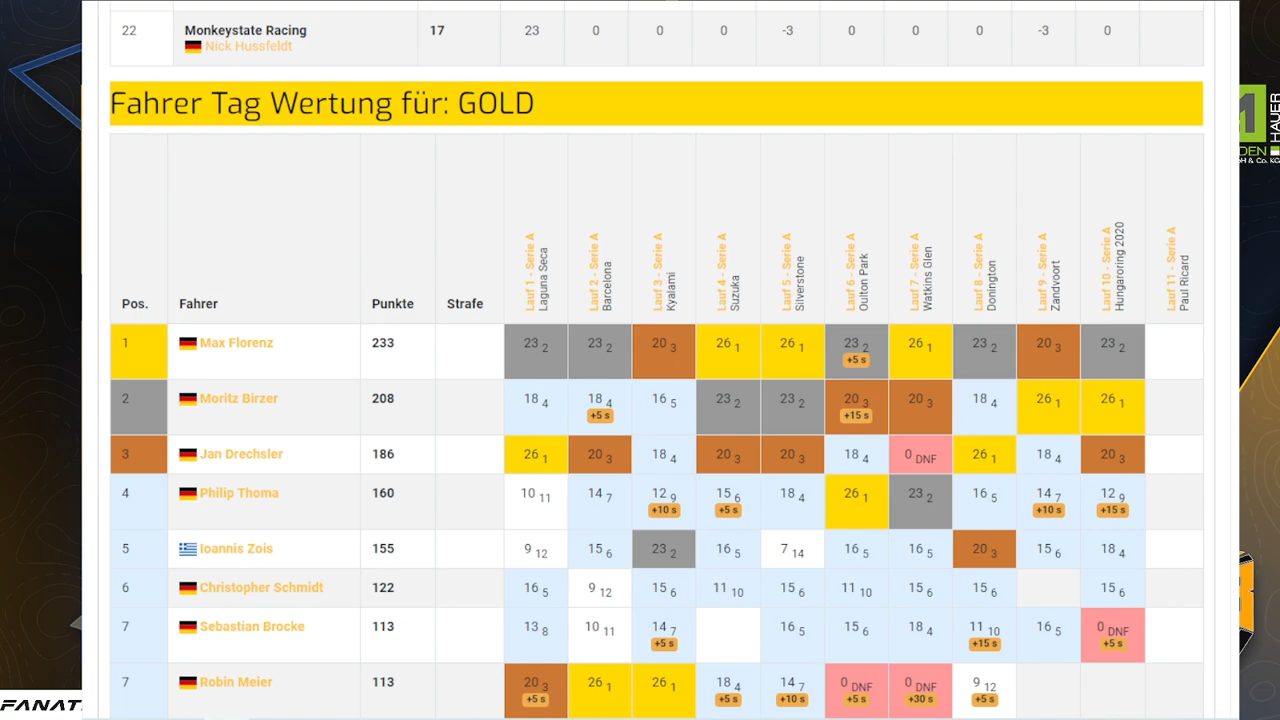 22 Monkeystate Racing 17 23 0 0 0 -3 0 0 0 -3 0
Nick Hussfeldt
Fahrer Tag Wertung für: GOLD
Pos. Fahrer Punkte Strafe Lauf 1 - Serie A Laguna Seca Lauf 2 - Serie A Barcelona Lauf 3 - Serie A Kyalami Lauf 4 - Serie A Suzuka Lauf 5 - Serie A Silverstone Lauf 6 - Serie A Oulton Park Lauf 7 - Serie A Watkins Glen Lauf 8 - Serie A Donington Lauf 9 - Serie A Zandvoort Lauf 10 - Serie A Hungaroring 2020 Lauf 11 - Serie A Paul Ricard
1 Max Florenz 233 23 2 23 2 20 3 26 1 26 1 23 2 26 1 23 2 20 3 23 2
+5 s
2 Moritz Birzer 208 18 4 18 4 16 5 23 2 23 2 20 3 20 3 18 4 26 1 26 1
+5 s +15 s
3 Jan Drechsler 186 26 1 20 3 18 4 20 3 20 3 18 4 0 DNF 26 1 18 4 20 3
4 Philip Thoma 160 10 11 14 7 12 9 15 6 18 4 26 1 23 2 16 5 14 7 12 9
+10 s +5 s +10 s +15 s
5 Ioannis Zois 155 9 12 15 6 23 2 16 5 7 14 16 5 16 5 20 3 15 6 18 4
6 Christopher Schmidt 122 16 5 9 12 15 6 11 10 15 6 11 10 15 6 15 6 15 6
7 Sebastian Brocke 113 13 8 10 11 14 7 16 5 15 6 18 4 11 10 16 5 0 DNF
+5 s +15 s +5 s
7 Robin Meier 113 20 3 26 1 26 1 18 4 14 7 0 DNF 0 DNF 9 12
+5 s +5 s +10 s +5 s +30 s +5 s
FANAT
HAUER
DEN
H & Co. KG